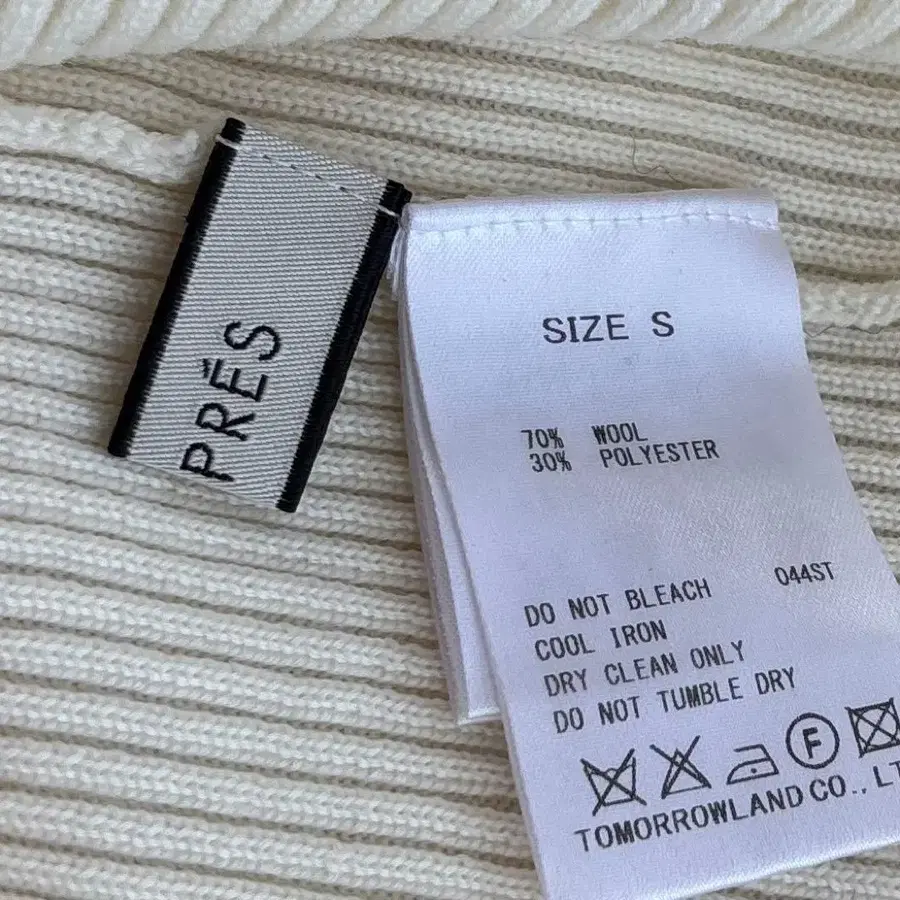 PRĒS
SIZE S
70% WOOL
30% POLYESTER
DO NOT BLEACH 044ST
COOL IRON
DRY CLEAN ONLY
DO NOT TUMBLE DRY
F
TOMORROWLAND CO., LT